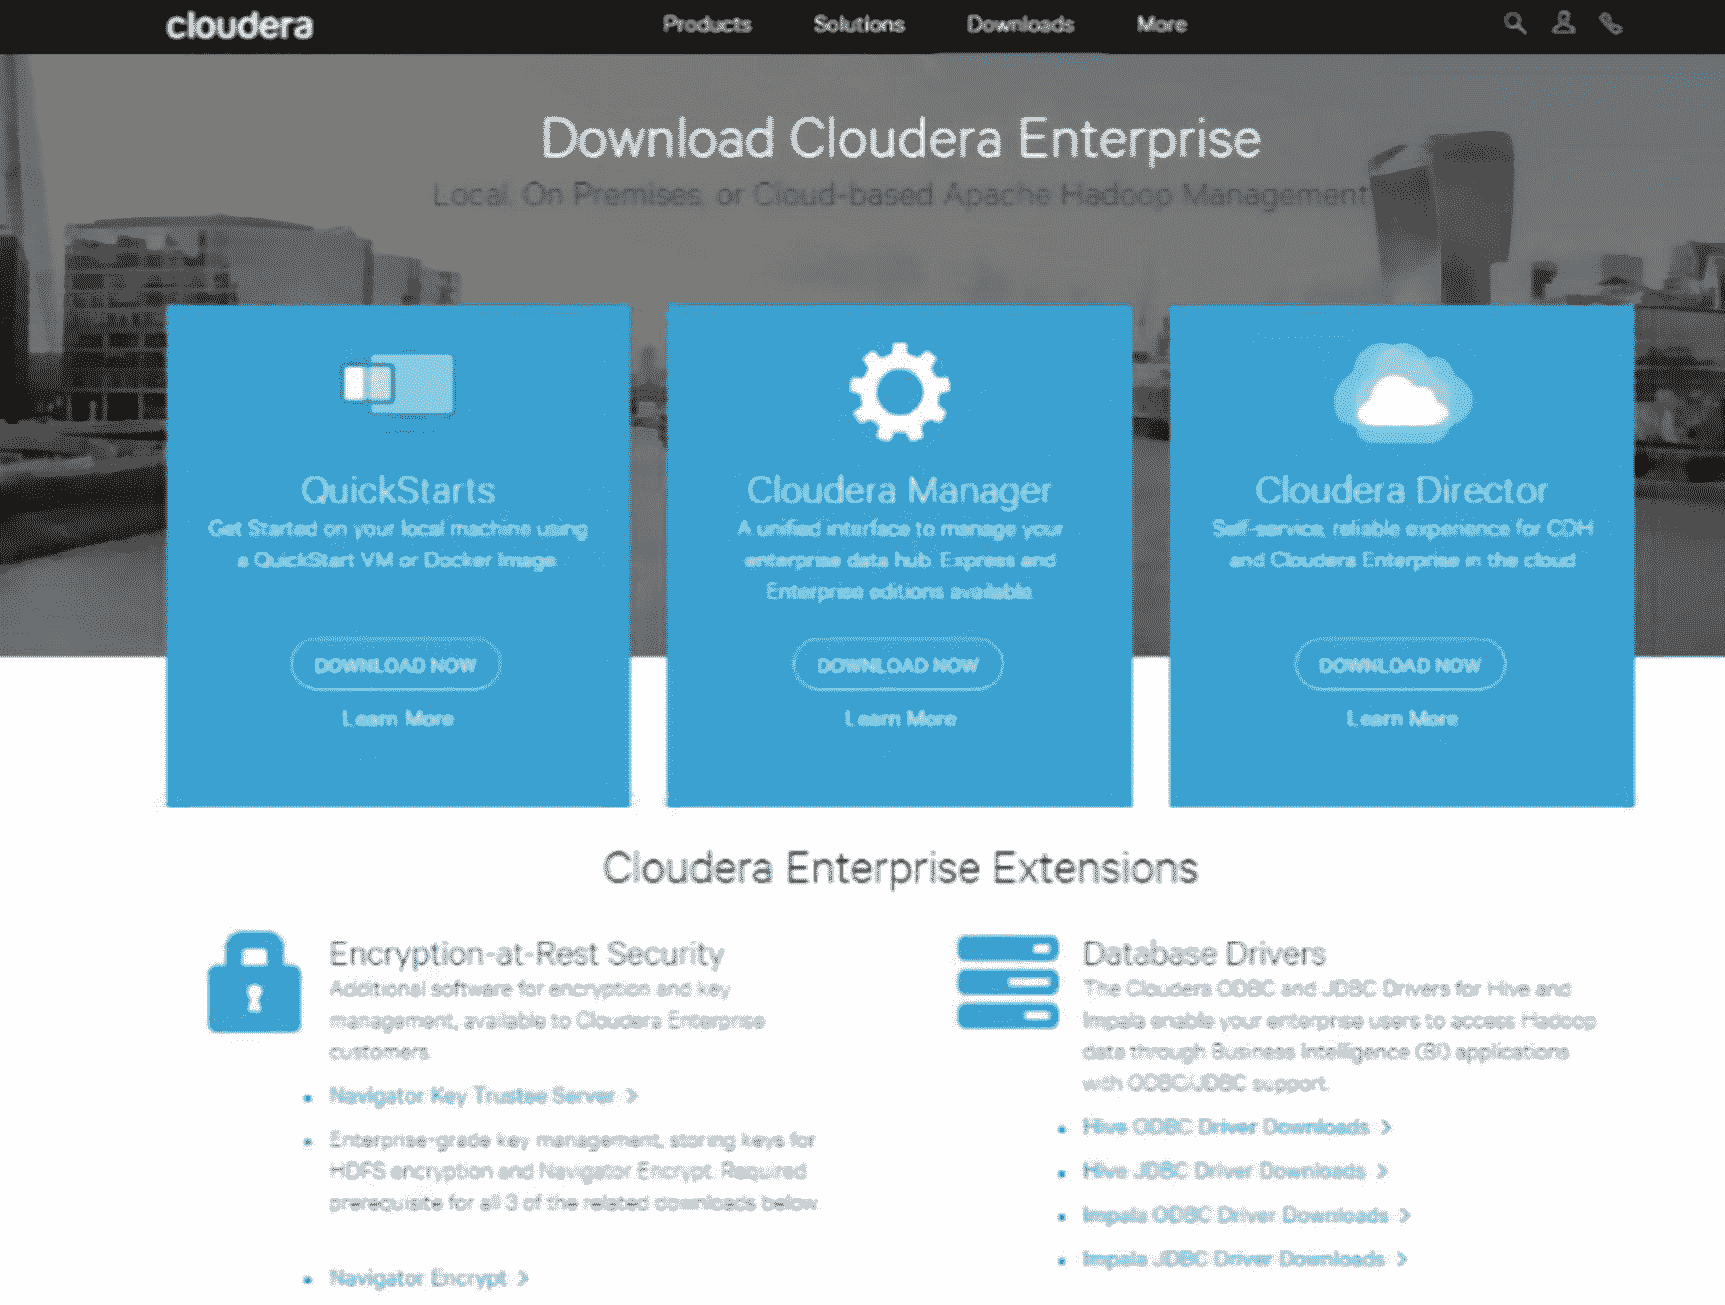 cloudera
Products Solutions Downloads More
Download Cloudera Enterprise
Local, On Premises, or Cloud-based Apache Hadoop Management
QuickStarts
Get Started on your local machine using
a QuickStart VM or Docker Image.
DOWNLOAD NOW
Learn More
Cloudera Manager
A unified interface to manage your
enterprise data hub. Express and
Enterprise editions available.
DOWNLOAD NOW
Learn More
Cloudera Director
Self-service, reliable experience for CDH
and Cloudera Enterprise in the cloud
DOWNLOAD NOW
Learn More
Cloudera Enterprise Extensions
Encryption-at-Rest Security
Additional software for encryption and key
management, available to Cloudera Enterprise
customers.
Navigator Key Trustee Server >
Enterprise-grade key management, storing keys for
HDFS encryption and Navigator Encrypt. Required
prerequisite for all 3 of the related downloads below.
Navigator Encrypt >
Database Drivers
The Cloudera ODBC and JDBC Drivers for Hive and
Impala enable your enterprise users to access Hadoop
data through Business Intelligence (BI) applications
with ODBC/JDBC support.
Hive ODBC Driver Downloads >
Hive JDBC Driver Downloads >
Impala ODBC Driver Downloads >
Impala JDBC Driver Downloads >